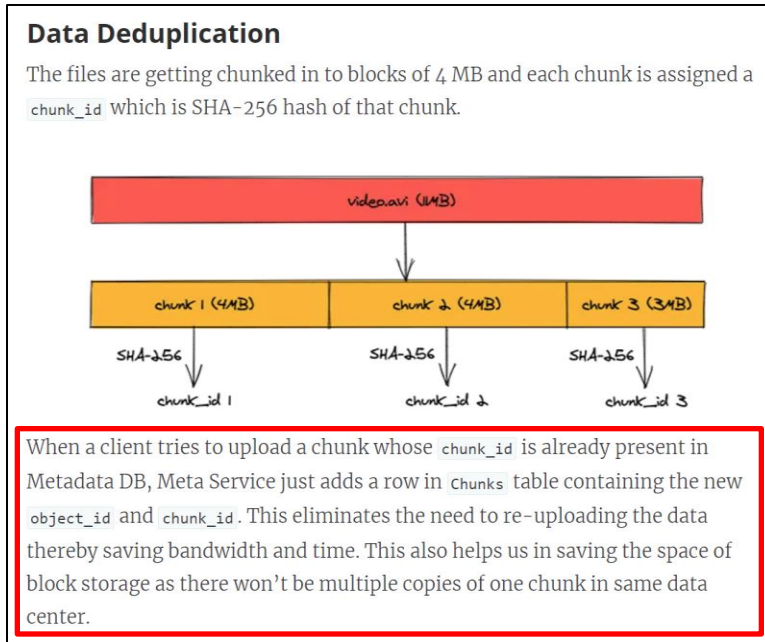 Data Deduplication
The files are getting chunked in to blocks of 4 MB and each chunk is assigned a
chunk_id which is SHA-256 hash of that chunk.
video.avi (11MB)
chunk 1 (4MB)
chunk 2 (4MB)
chunk 3 (3MB)
SHA-256
SHA-256
SHA-256
chunk_id 1
chunk_id 2
chunk_id 3
When a client tries to upload a chunk whose chunk_id is already present in
Metadata DB, Meta Service just adds a row in Chunks table containing the new
object_id and chunk_id. This eliminates the need to re-uploading the data
thereby saving bandwidth and time. This also helps us in saving the space of
block storage as there won’t be multiple copies of one chunk in same data
center.